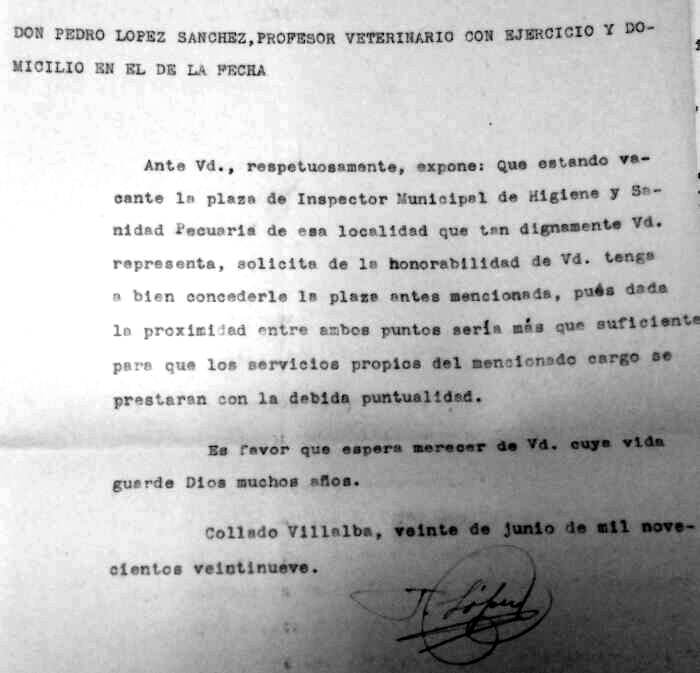 DON PEDRO LOPEZ SANCHEZ,PROFESOR VETERINARIO CON EJERCICIO Y DO-
MICILIO EN EL DE LA FECHA
Ante Vd., respetuosamente, expone: Que estando va-
cante la plaza de Inspector Municipal de Higiene y Sa-
nidad Pecuaria de esa localidad que tan dignamente Vd.
representa, solicita de la honorabilidad de Vd. tenga
a bien concederle la plaza antes mencionada, pués dada
la proximidad entre ambos puntos sería más que suficiente
para que los servicios propios del mencionado cargo se
prestaran con la debida puntualidad.
Es favor que espera merecer de Vd. cuya vida
guarde Dios muchos años.
Collado Villalba, veinte de junio de mil nove-
cientos veintinueve.
López